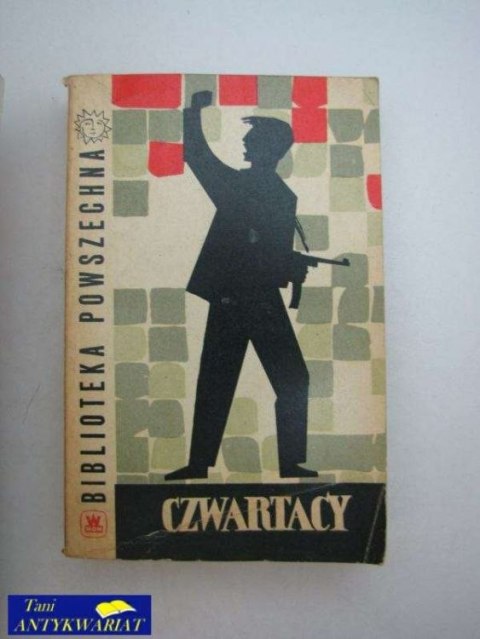 BIBLIOTEKA POWSZECHNA
CZWARTACY
Tani
ANTYKWARIAT